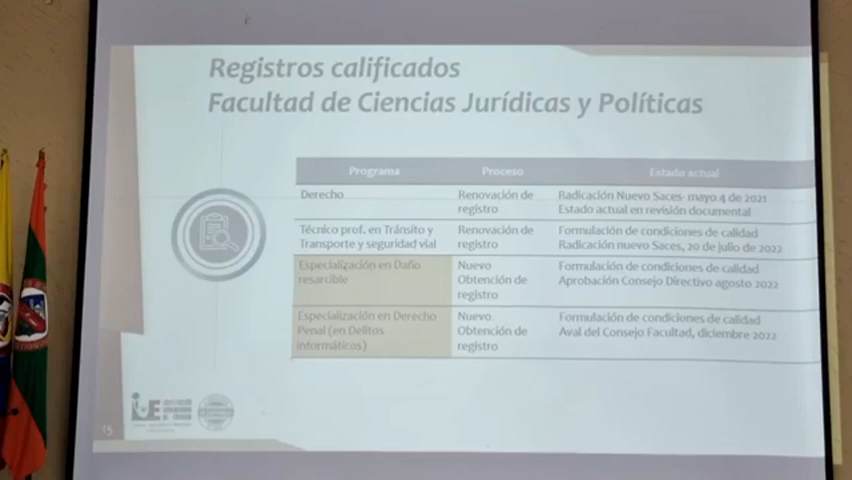 Registros calificados
Facultad de Ciencias Jurídicas y Políticas
Programa Proceso Estado actual
Derecho
Renovación de
registro
Radicación Nuevo Saces- mayo 4 de 2021
Estado actual en revisión documental
Técnico prof. en Tránsito y
Transporte y seguridad vial
Renovación de
registro
Formulación de condiciones de calidad
Radicación nuevo Saces, 20 de julio de 2022
Especialización en Daño
resarcible
Nuevo
Obtención de
registro
Formulación de condiciones de calidad
Aprobación Consejo Directivo agosto 2022
Especialización en Derecho
Penal (en Delitos
informáticos)
Nuevo
Obtención de
registro
Formulación de condiciones de calidad
Aval del Consejo Facultad, diciembre 2022
IUE
15